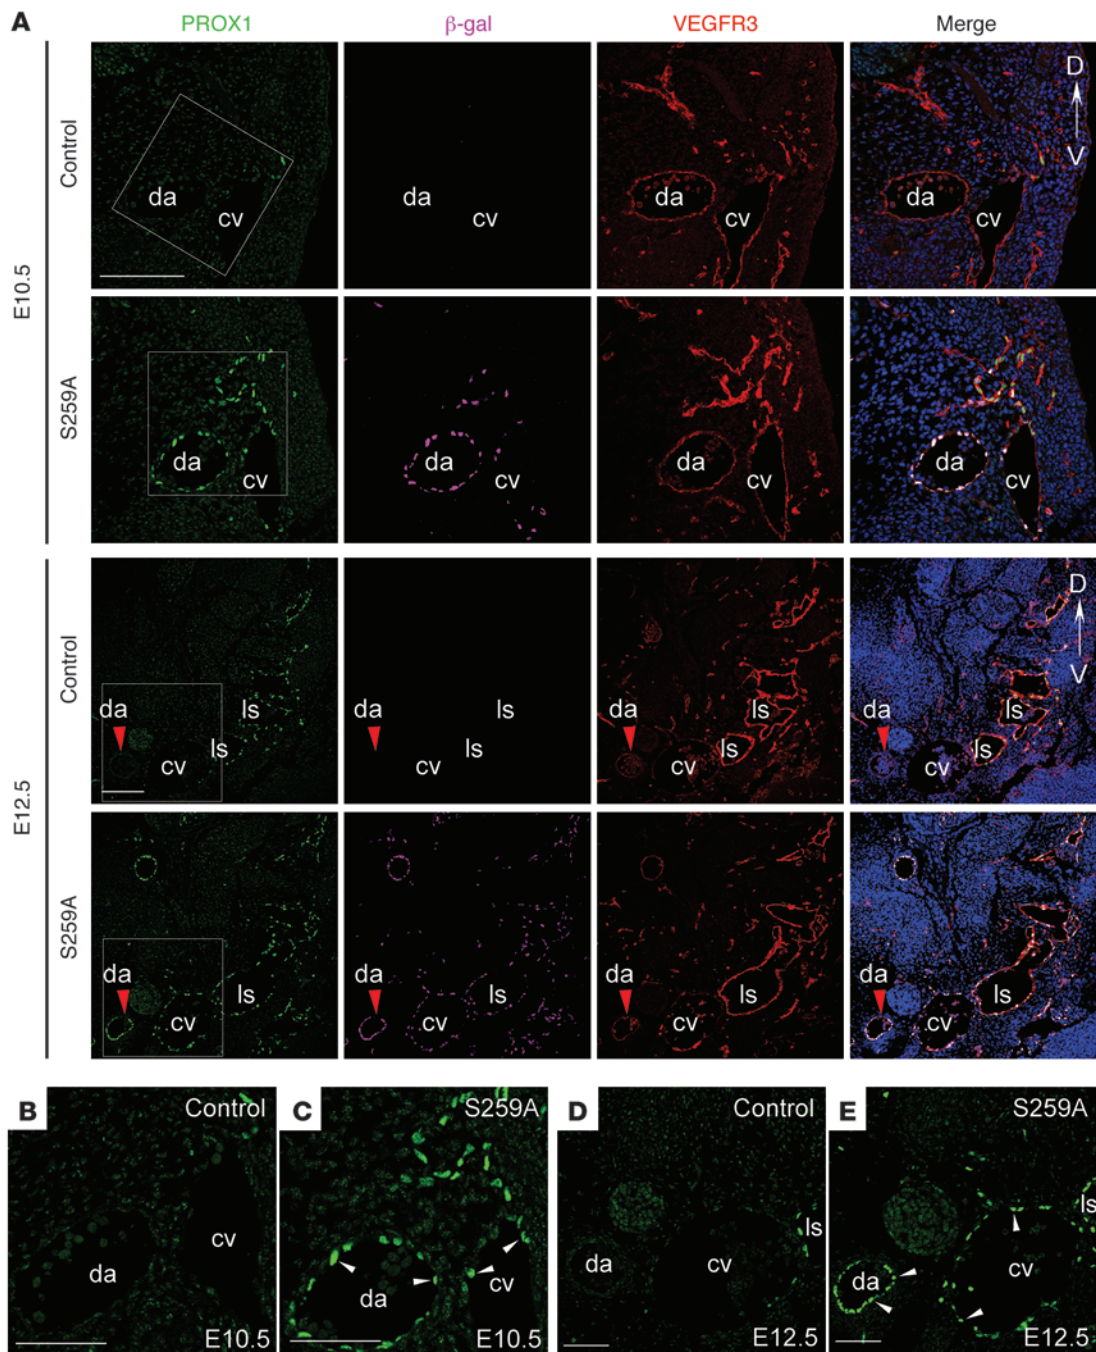 A
PROX1 β-gal VEGFR3 Merge
E10.5
Control
da cv
da cv
da cv
D
V
S259A
da cv
da cv
da cv
da cv
E12.5
Control
da ls ls cv
da ls ls cv
da ls ls cv
D
V
da ls ls cv
S259A
da ls cv
da ls cv
da ls cv
da ls cv
B Control
da cv
E10.5
C S259A
da cv
E10.5
D Control
da cv ls
E12.5
E S259A
da cv ls
E12.5